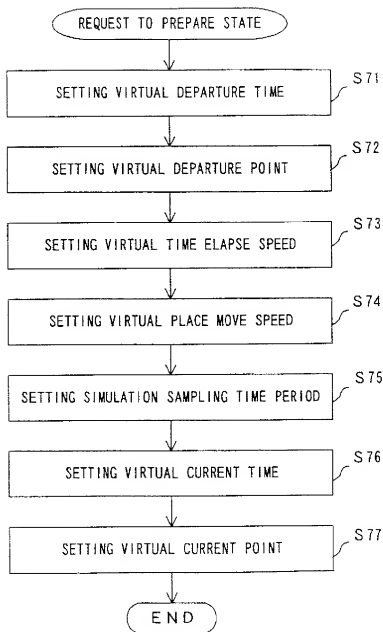 REQUEST TO PREPARE STATE
SETTING VIRTUAL DEPARTURE TIME
S71
SETTING VIRTUAL DEPARTURE POINT
S72
SETTING VIRTUAL TIME ELAPSE SPEED
S73
SETTING VIRTUAL PLACE MOVE SPEED
S74
SETTING SIMULATION SAMPLING TIME PERIOD
S75
SETTING VIRTUAL CURRENT TIME
S76
SETTING VIRTUAL CURRENT POINT
S77
END